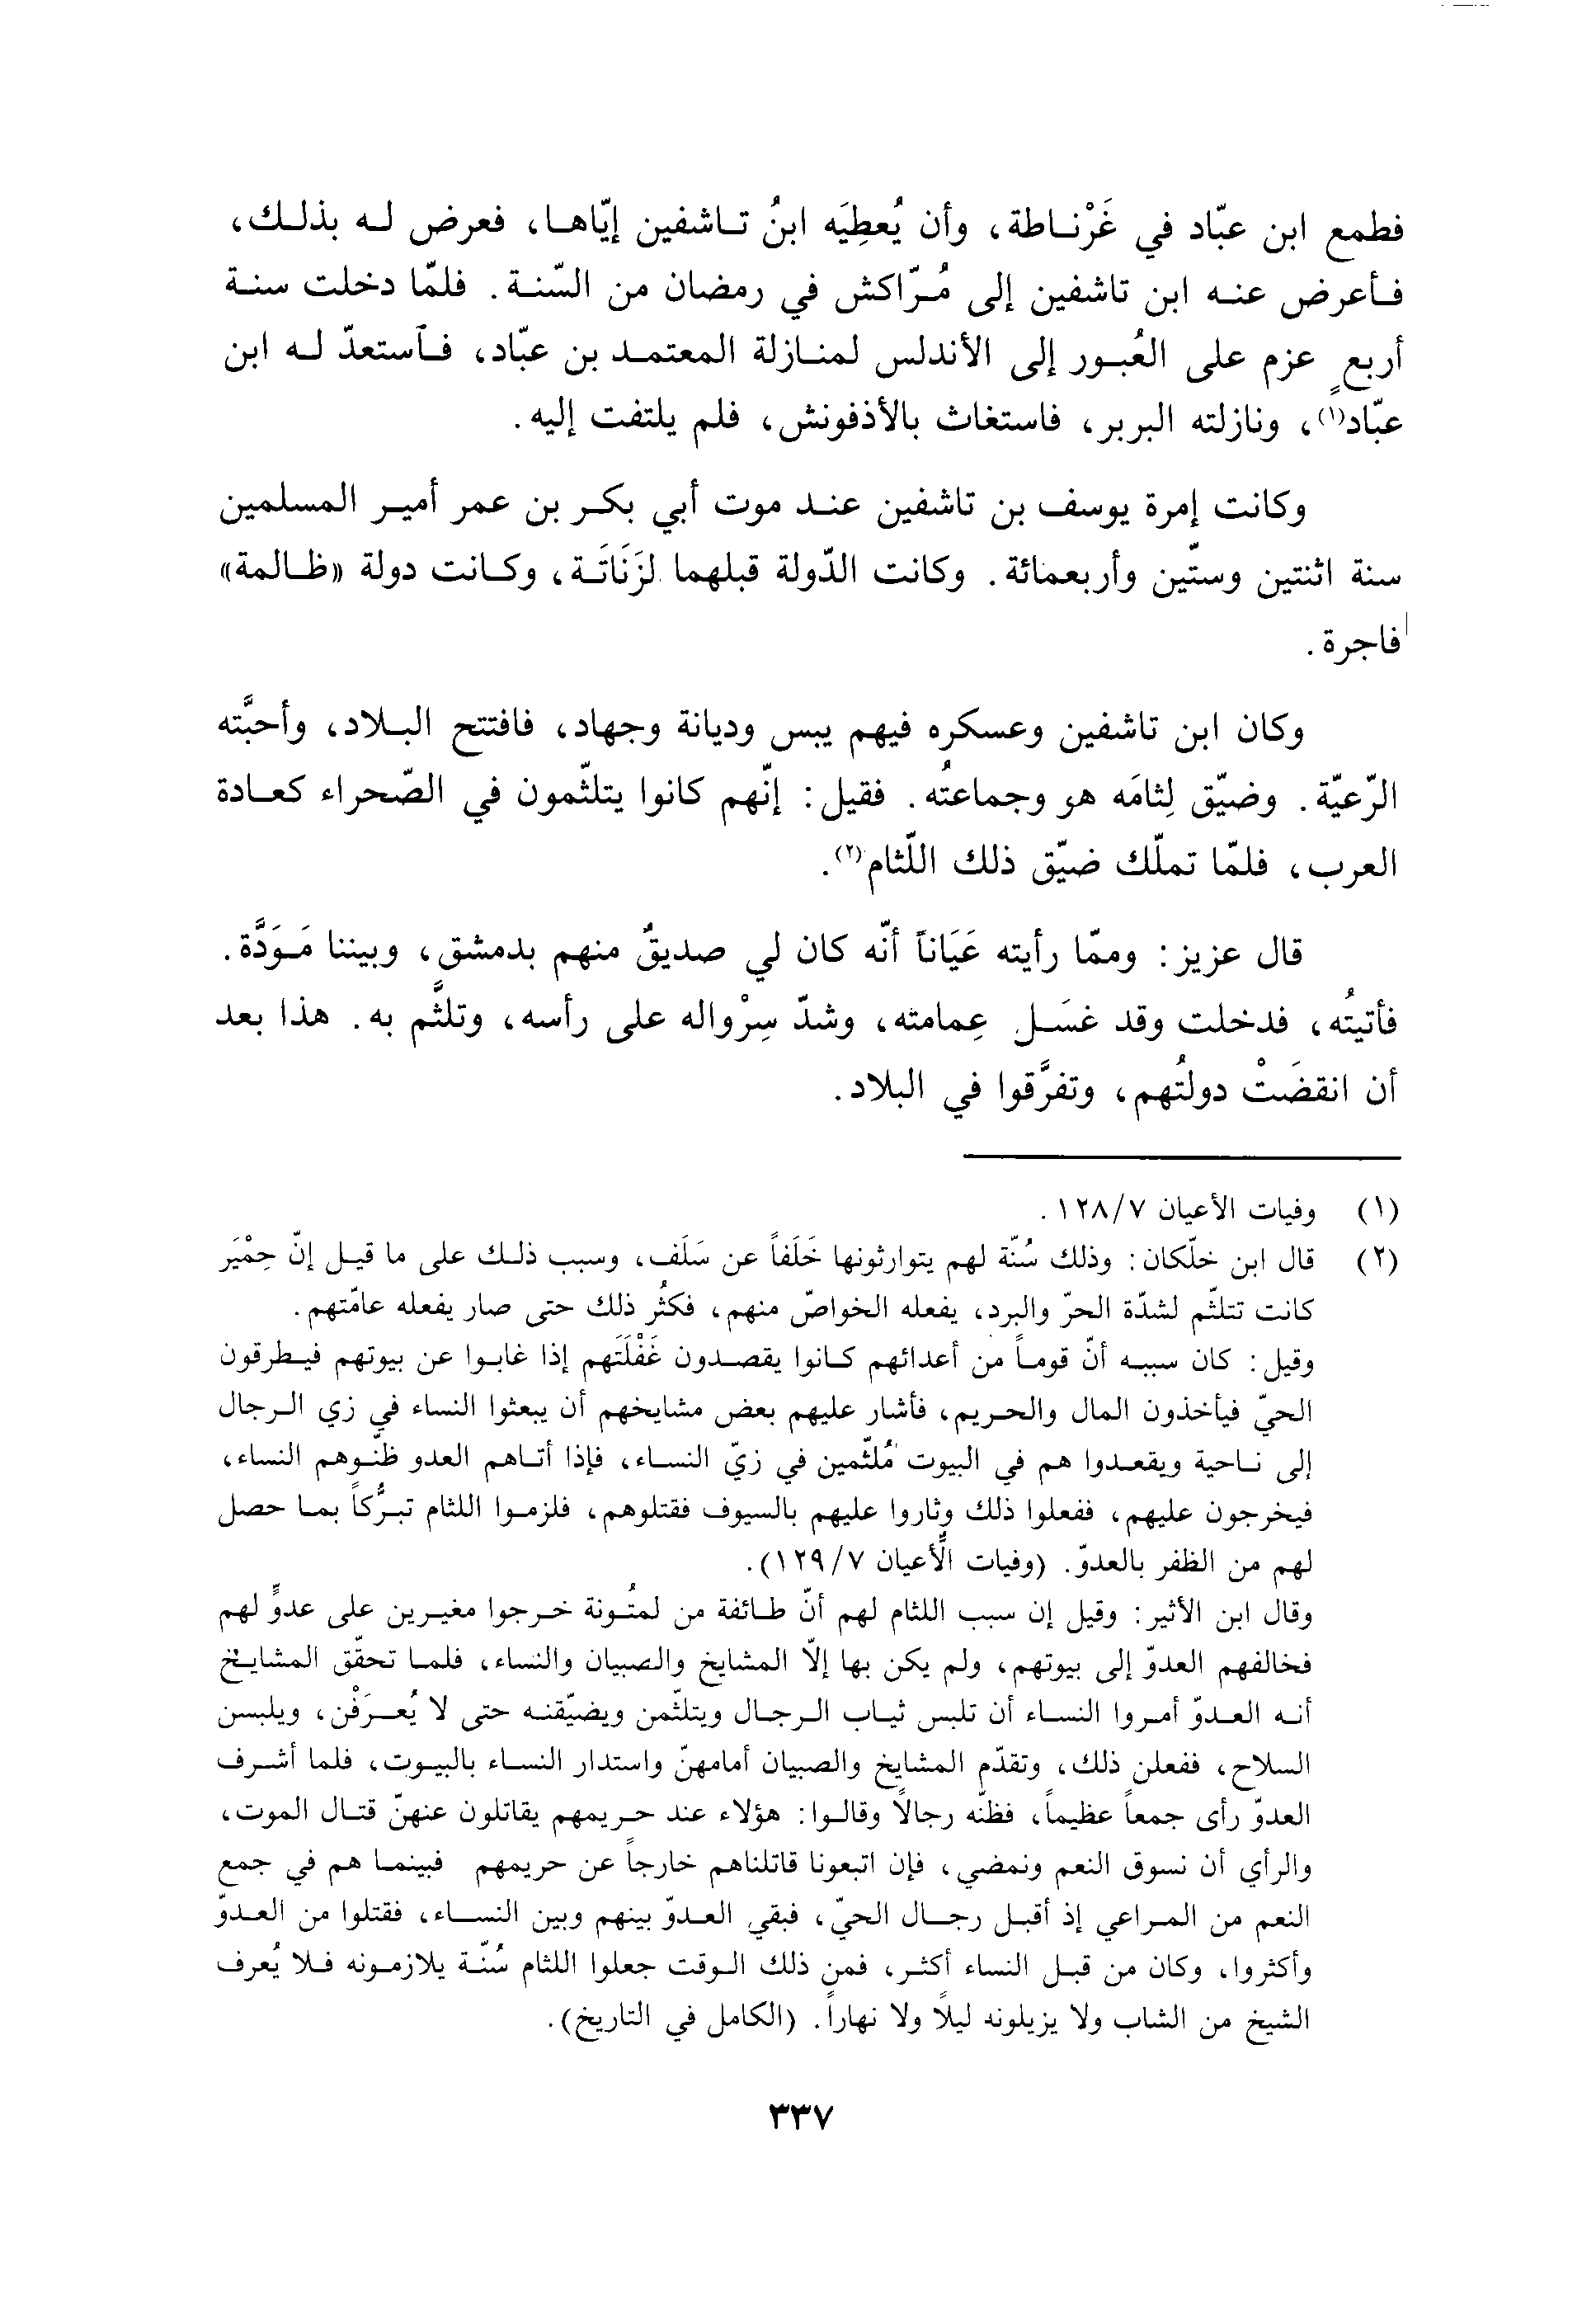 فطمع ابن عبّاد في غَرْناطة، وأن يُعطِيَه ابنُ تاشفين إيّاها، فعرض له بذلك،
فأعرض عنه ابن تاشفين إلى مُرّاكش في رمضان من السّنة. فلمّا دخلت سنة
أربعٍ عزم على العُبور إلى الأندلس لمنازلة المعتمد بن عبّاد، فآستعدّ له ابن
عبّاد(١)، ونازلته البربر، فاستغاث بالأذفونش، فلم يلتفت إليه.
وكانت إمرة يوسف بن تاشفين عند موت أبي بكر بن عمر أمير المسلمين
سنة اثنتين وستّين وأربعمائة. وكانت الدّولة قبلهما لزَنَاتَة، وكانت دولة «ظالمة»
فاجرة.
وكان ابن تاشفين وعسكره فيهم يبس وديانة وجهاد، فافتتح البلاد، وأحبَّته
الرّعيّة. وضيّق لِثامَه هو وجماعتُه. فقيل: إنّهم كانوا يتلثّمون في الصّحراء كعادة
العرب، فلمّا تملّك ضيّق ذلك اللّثام(٢).
قال عزيز: وممّا رأيته عَيَاناً أنّه كان لي صديقٌ منهم بدمشق، وبيننا مَوَدَّة.
فأتيتُه، فدخلت وقد غسَل عِمامته، وشدّ سِرْواله على رأسه، وتلثَّم به. هذا بعد
أن انقضَتْ دولتُهم، وتفرَّقوا في البلاد.
(١) وفيات الأعيان ١٢٨/٧.
(٢) قال ابن خلّكان: وذلك سُنّة لهم يتوارثونها خَلَفاً عن سَلَف، وسبب ذلك على ما قيل إنّ حِمْيَر
كانت تتلثّم لشدّة الحرّ والبرد، يفعله الخواصّ منهم، فكثُر ذلك حتى صار يفعله عامّتهم.
وقيل: كان سببه أنّ قوماً من أعدائهم كانوا يقصدون غَفْلَتَهم إذا غابوا عن بيوتهم فيطرقون
الحيّ فيأخذون المال والحريم، فأشار عليهم بعض مشايخهم أن يبعثوا النساء في زي الرجال
إلى ناحية ويقعدوا هم في البيوت مُلثّمين في زيّ النساء، فإذا أتاهم العدو ظنّوهم النساء،
فيخرجون عليهم، ففعلوا ذلك وثاروا عليهم بالسيوف فقتلوهم، فلزموا اللثام تبرُّكاً بما حصل
لهم من الظفر بالعدوّ. (وفيات الأعيان ١٢٩/٧).
وقال ابن الأثير: وقيل إن سبب اللثام لهم أنّ طائفة من لمتُونة خرجوا مغيرين على عدوٍّ لهم
فخالفهم العدوّ إلى بيوتهم، ولم يكن بها إلّا المشايخ والصبيان والنساء، فلما تحقّق المشايخ
أنه العدوّ أمروا النساء أن تلبس ثياب الرجال ويتلثّمن ويضيّقنه حتى لا يُعرَفْن، ويلبسن
السلاح، ففعلن ذلك، وتقدّم المشايخ والصبيان أمامهنّ واستدار النساء بالبيوت، فلما أشرف
العدوّ رأى جمعاً عظيماً، فظنّه رجالاً وقالوا: هؤلاء عند حريمهم يقاتلون عنهنّ قتال الموت،
والرأي أن نسوق النعم ونمضي، فإن اتبعونا قاتلناهم خارجاً عن حريمهم فبينما هم في جمع
النعم من المراعي إذ أقبل رجال الحيّ، فبقي العدوّ بينهم وبين النساء، فقتلوا من العدوّ
وأكثروا، وكان من قبل النساء أكثر، فمن ذلك الوقت جعلوا اللثام سُنّة يلازمونه فلا يُعرف
الشيخ من الشاب ولا يزيلونه ليلاً ولا نهاراً. (الكامل في التاريخ).
٣٣٧